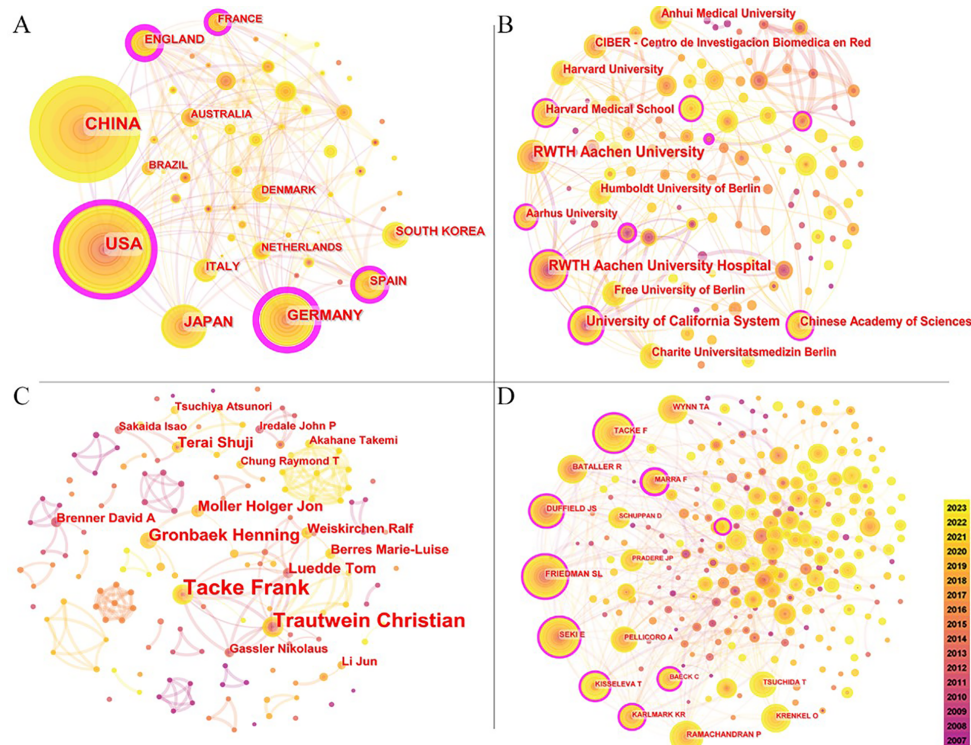 A
FRANCE
ENGLAND
CHINA
AUSTRALIA
BRAZIL
DENMARK
SOUTH KOREA
USA
NETHERLANDS
ITALY
SPAIN
GERMANY
JAPAN
B
Anhui Medical University
CIBER - Centro de Investigacion Biomedica en Red
Harvard University
Harvard Medical School
RWTH Aachen University
Humboldt University of Berlin
Aarhus University
RWTH Aachen University Hospital
Free University of Berlin
University of California System
Chinese Academy of Sciences
Charite Universitatsmedizin Berlin
C
Tsuchiya Atsunori
Sakaida Isao
Iredale John P
Terai Shuji
Akahane Takemi
Chung Raymond T
Moller Holger Jon
Brenner David A
Weiskirchen Ralf
Gronbaek Henning
Berres Marie-Luise
Luedde Tom
Tacke Frank
Trautwein Christian
Gassler Nikolaus
Li Jun
D
WYNN TA
TACKE F
BATALLER R
MARRA F
DUFFIELD JS
SCHUPPAN D
PRADERE JP
FRIEDMAN SL
SEKI E
PELLICORO A
KISSELEVA T
BAECK C
TSUCHIDA T
KARLMARK KR
KRENKEL O
RAMACHANDRAN P
2023
2022
2021
2020
2019
2018
2017
2016
2015
2014
2013
2012
2011
2010
2009
2008
2007